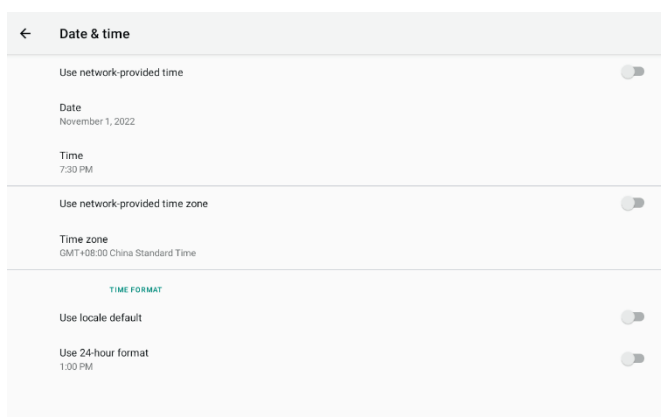 Date & time
Use network-provided time
Date
November 1, 2022
Time
7:30 PM
Use network-provided time zone
Time zone
GMT+08:00 China Standard Time
TIME FORMAT
Use locale default
Use 24-hour format
1:00 PM